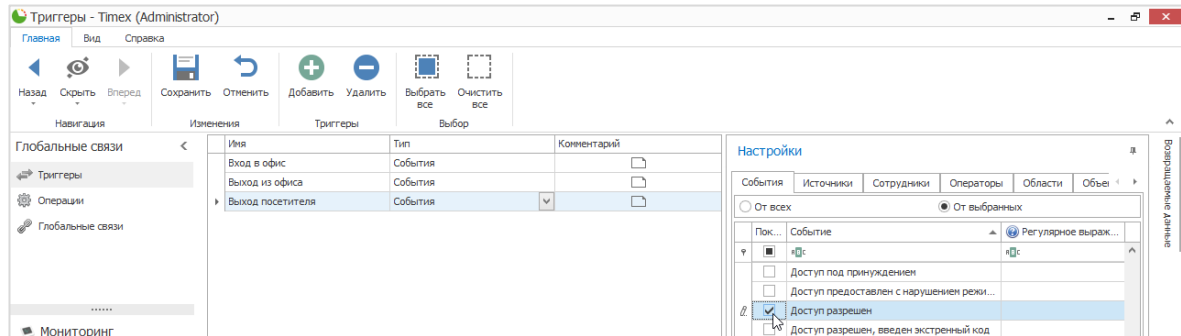 Триггеры - Timex (Administrator)
Главная Вид Справка
Назад Скрыть Вперед Сохранить Отменить Добавить Удалить Выбрать все Очистить все
Навигация Изменения Триггеры Выбор
Глобальные связи
Триггеры
Операции
Глобальные связи
Мониторинг
Имя Тип Комментарий
Вход в офис События
Выход из офиса События
Выход посетителя События
Настройки
События Источники Сотрудники Операторы Области Объек
От всех От выбранных
Пок... Событие Регулярное выраж...
Доступ под принуждением
Доступ предоставлен с нарушением режи...
Доступ разрешен
Доступ разрешен, введен экстренный код
Возвращаемые данные